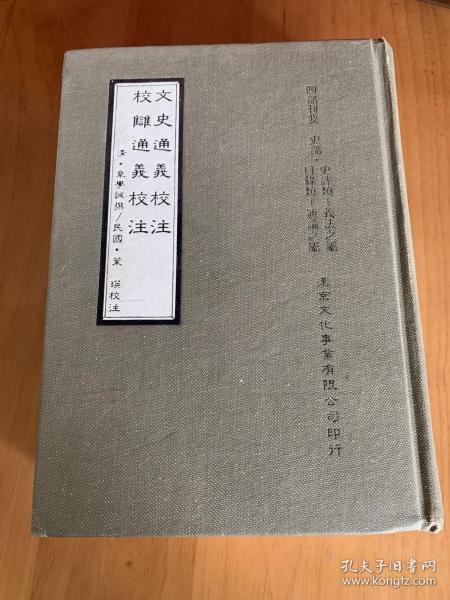 四部刊要 史部‧ 史評類‧義法之屬
目錄類‧通論之屬
漢京文化事業有限公司印行
文史通義校注
校讎通義校注
清‧章學誠撰/民國‧葉 瑛校注
孔夫子旧书网
www.kongfz.com